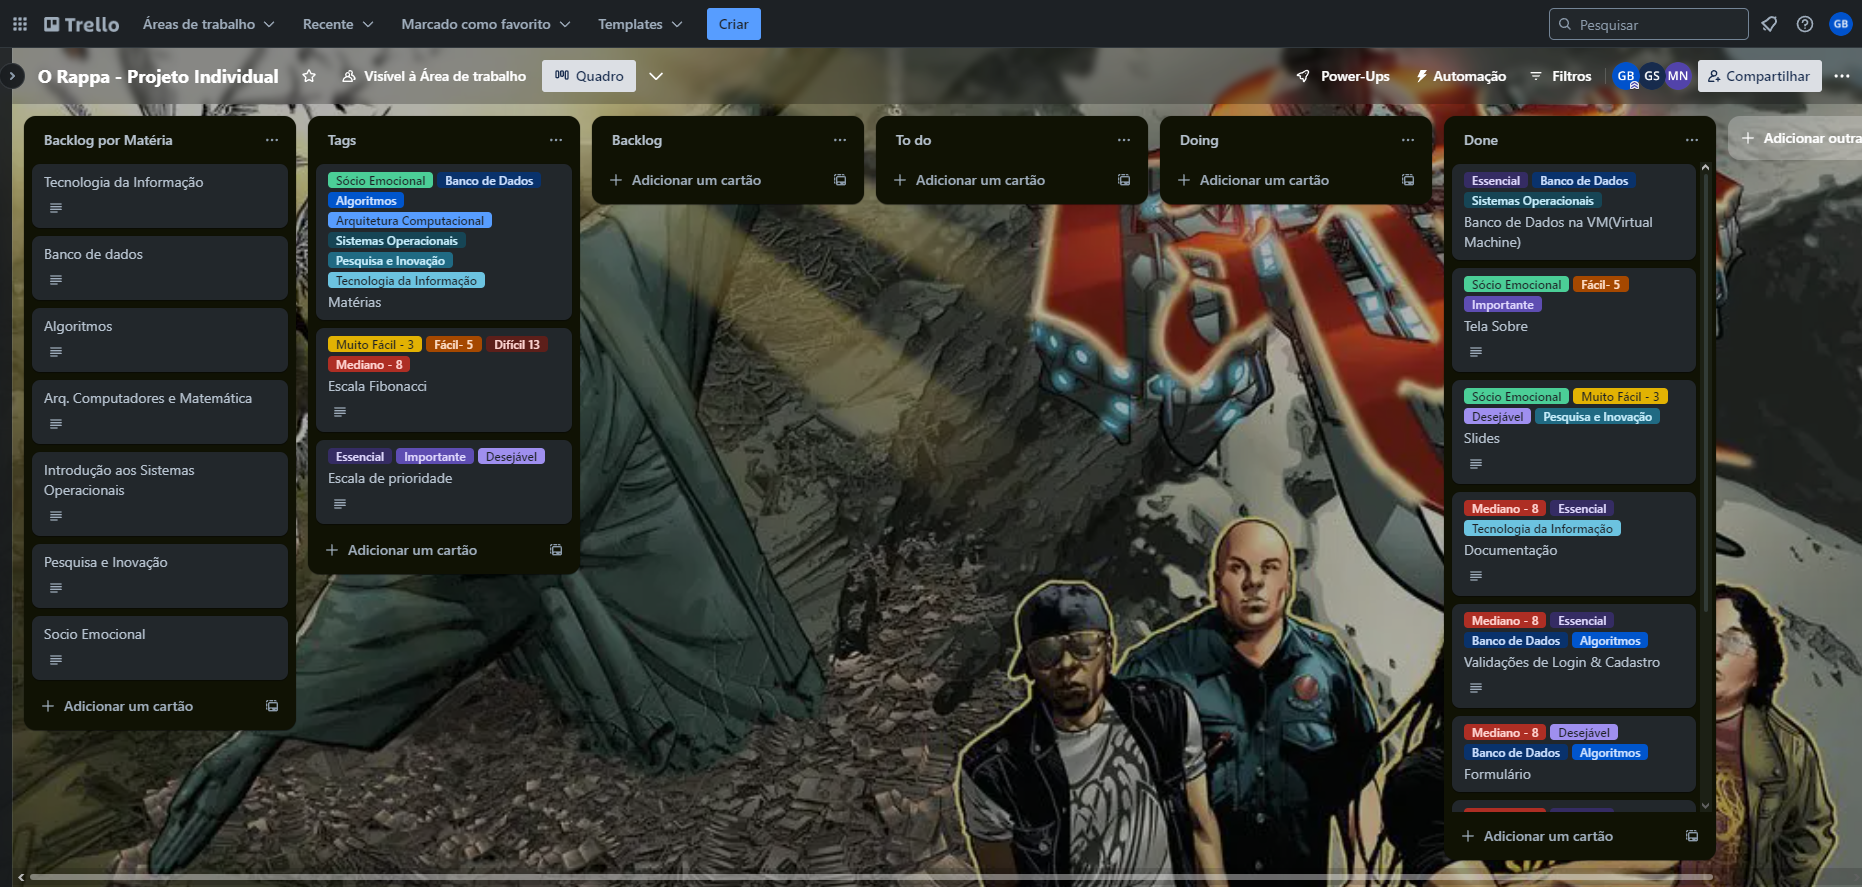 Trello
Áreas de trabalho
Recente
Marcado como favorito
Templates
Criar
Pesquisar
GB
O Rappa - Projeto Individual
Visível à Área de trabalho
Quadro
Power-Ups
Automação
Filtros
GB
GS
MN
Compartilhar
Backlog por Matéria
Tecnologia da Informação
Banco de dados
Algoritmos
Arq. Computadores e Matemática
Introdução aos Sistemas
Operacionais
Pesquisa e Inovação
Socio Emocional
Adicionar um cartão
Tags
Sócio Emocional Banco de Dados
Algoritmos
Arquitetura Computacional
Sistemas Operacionais
Pesquisa e Inovação
Tecnologia da Informação
Matérias
Muito Fácil - 3 Fácil- 5 Difícil 13
Mediano - 8
Escala Fibonacci
Essencial Importante Desejável
Escala de prioridade
Adicionar um cartão
Backlog
Adicionar um cartão
To do
Adicionar um cartão
Doing
Adicionar um cartão
Done
Essencial Banco de Dados
Sistemas Operacionais
Banco de Dados na VM(Virtual
Machine)
Sócio Emocional Fácil- 5
Importante
Tela Sobre
Sócio Emocional Muito Fácil - 3
Desejável Pesquisa e Inovação
Slides
Mediano - 8 Essencial
Tecnologia da Informação
Documentação
Mediano - 8 Essencial
Banco de Dados Algoritmos
Validações de Login & Cadastro
Mediano - 8 Desejável
Banco de Dados Algoritmos
Formulário
Adicionar um cartão
Adicionar outra